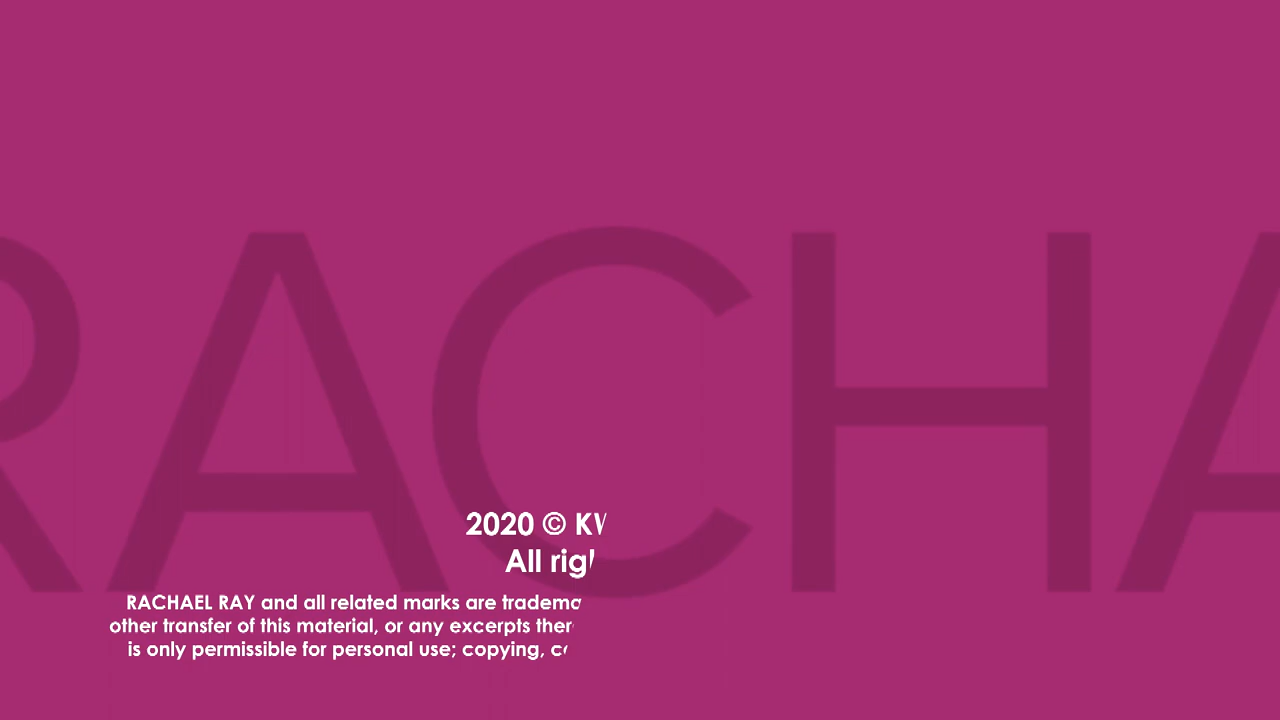 RACHA
2020 © KV
All righ
RACHAEL RAY and all related marks are tradema
other transfer of this material, or any excerpts ther
is only permissible for personal use; copying, c